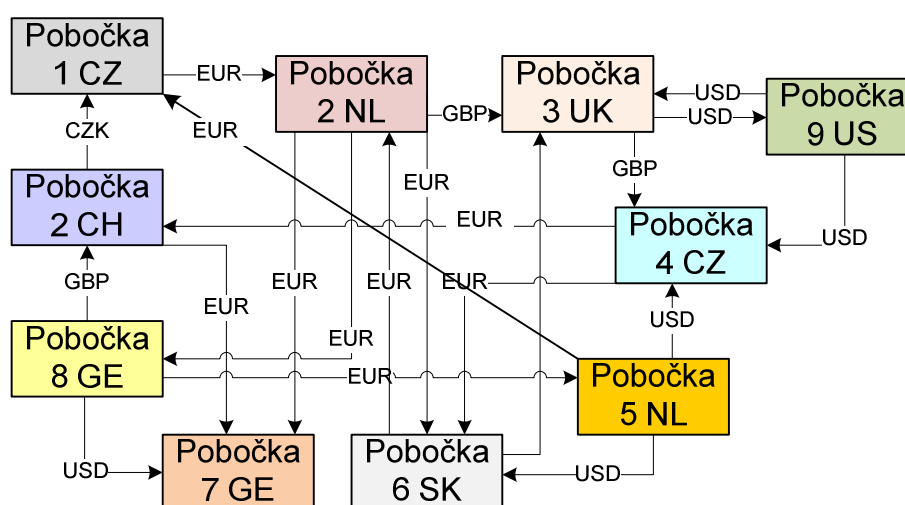 Pobočka
1 CZ
EUR
Pobočka
2 NL
GBP
Pobočka
3 UK
USD
USD
Pobočka
9 US
CZK
EUR
GBP
EUR
Pobočka
2 CH
EUR
Pobočka
4 CZ
USD
GBP
EUR
EUR
EUR
EUR
USD
Pobočka
8 GE
EUR
EUR
Pobočka
5 NL
USD
Pobočka
7 GE
Pobočka
6 SK
USD